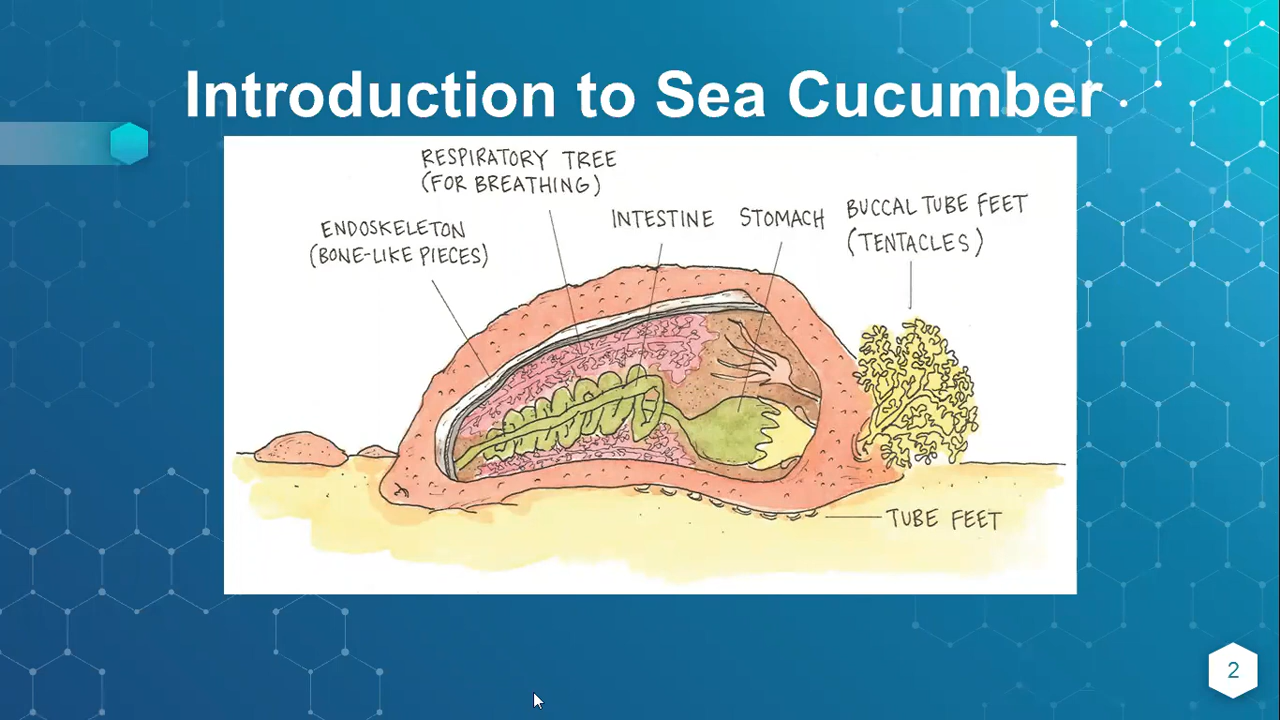 Introduction to Sea Cucumber
RESPIRATORY TREE
(FOR BREATHING)
ENDOSKELETON
(BONE-LIKE PIECES)
INTESTINE
STOMACH
BUCCAL TUBE FEET
(TENTACLES)
TUBE FEET
2